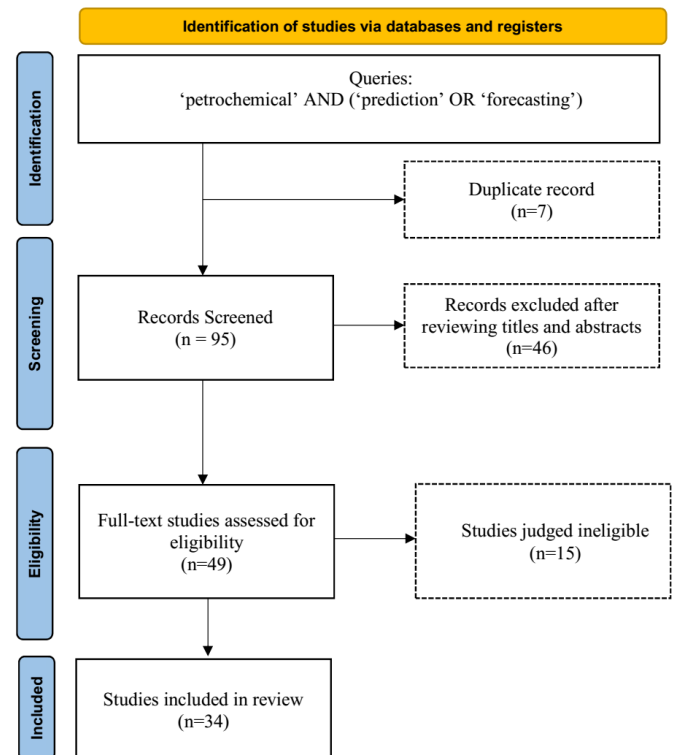 Identification of studies via databases and registers
Identification
Queries:
‘petrochemical’ AND (‘prediction’ OR ‘forecasting’)
Duplicate record
(n=7)
Screening
Records Screened
(n = 95)
Records excluded after
reviewing titles and abstracts
(n=46)
Eligibility
Full-text studies assessed for
eligibility
(n=49)
Studies judged ineligible
(n=15)
Included
Studies included in review
(n=34)